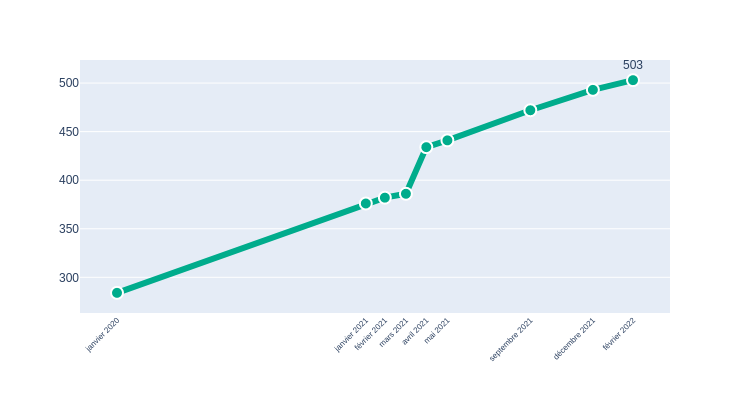 503
500
450
400
350
300
janvier 2020
janvier 2021
février 2021
mars 2021
avril 2021
mai 2021
septembre 2021
décembre 2021
février 2022